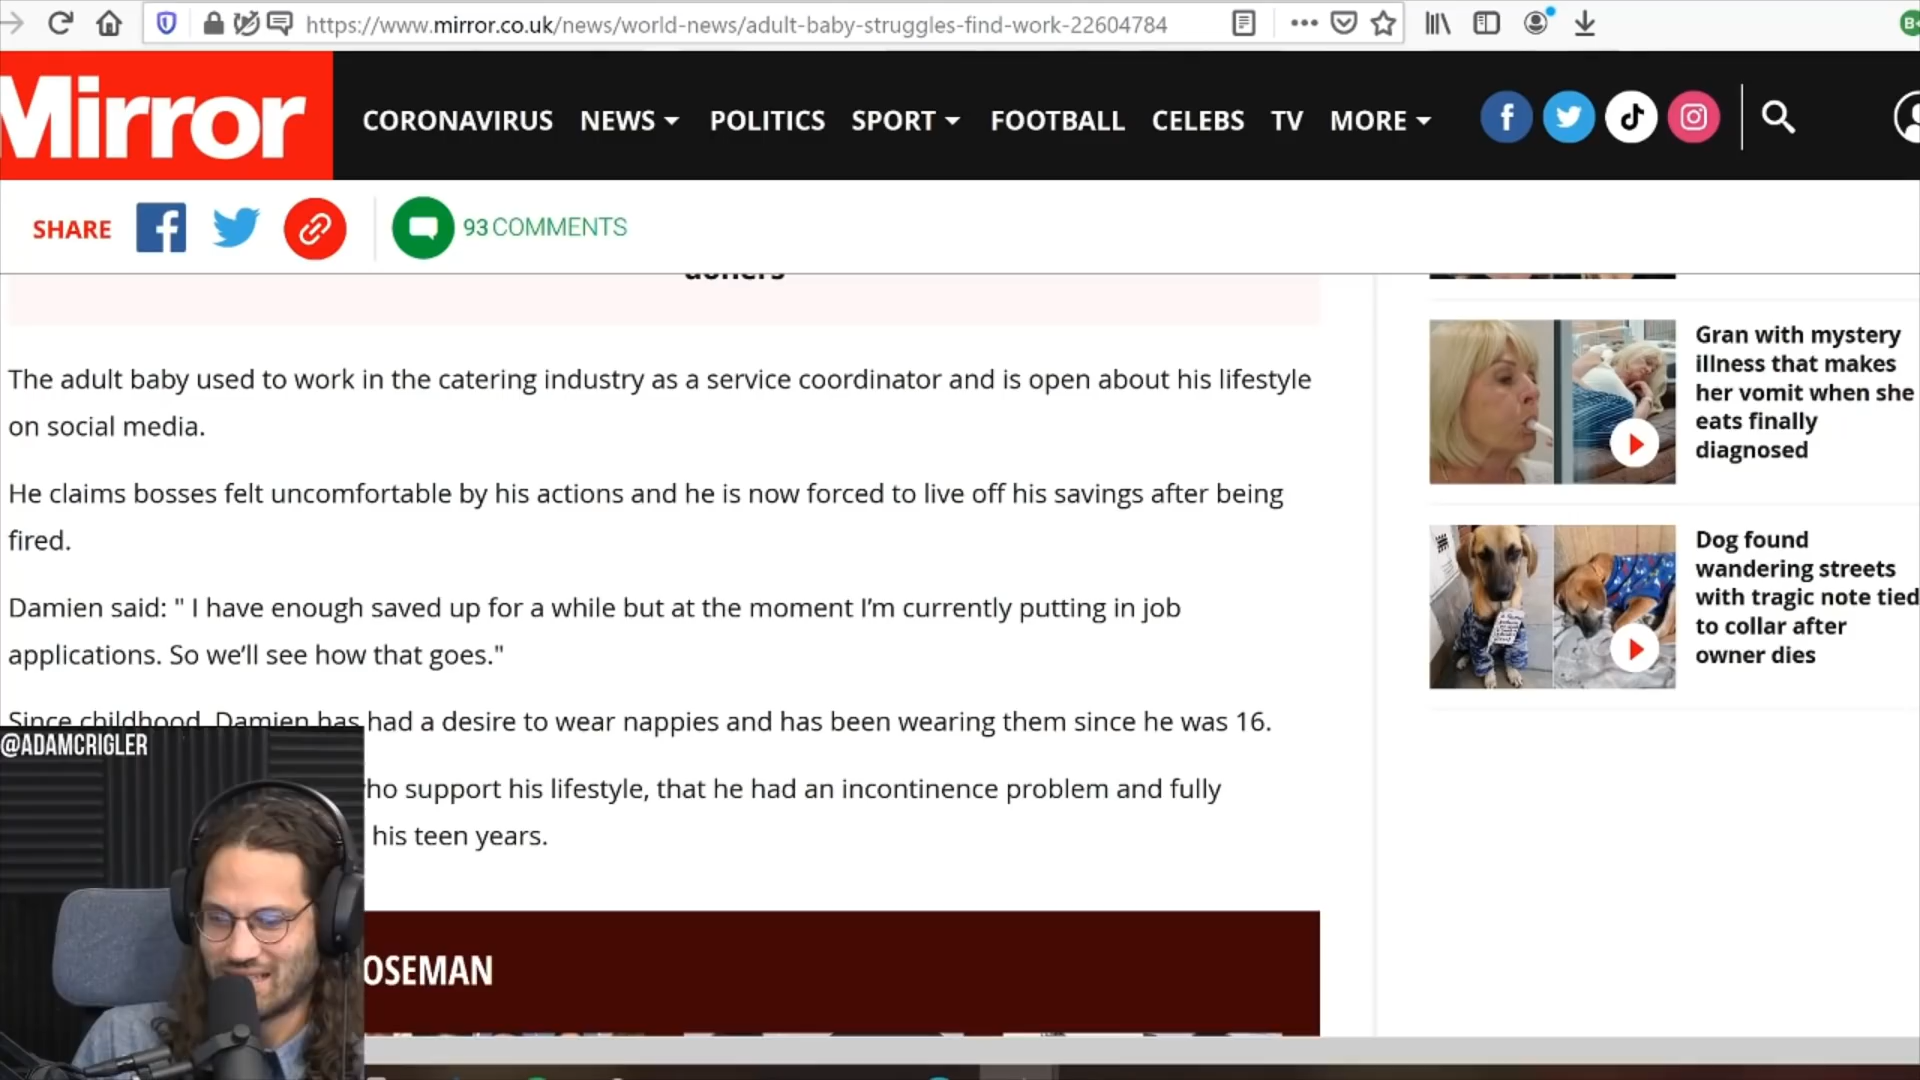 https://www.mirror.co.uk/news/world-news/adult-baby-struggles-find-work-22604784
Mirror
CORONAVIRUS NEWS POLITICS SPORT FOOTBALL CELEBS TV MORE
SHARE
93 COMMENTS
The adult baby used to work in the catering industry as a service coordinator and is open about his lifestyle
on social media.
He claims bosses felt uncomfortable by his actions and he is now forced to live off his savings after being
fired.
Damien said: " I have enough saved up for a while but at the moment I'm currently putting in job
applications. So we'll see how that goes."
Since childhood, Damien has had a desire to wear nappies and has been wearing them since he was 16.
ho support his lifestyle, that he had an incontinence problem and fully
his teen years.
OSEMAN
@ADAMCRIGLER
Gran with mystery
illness that makes
her vomit when she
eats finally
diagnosed
Dog found
wandering streets
with tragic note tied
to collar after
owner dies